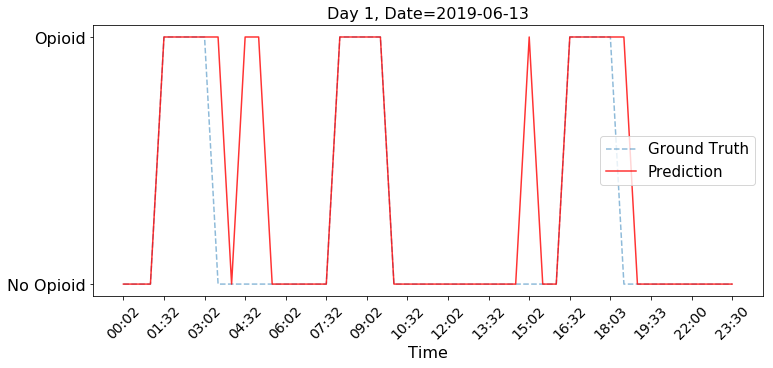 Day 1, Date=2019-06-13
Opioid
Ground Truth
Prediction
No Opioid
00:02 01:32 03:02 04:32 06:02 07:32 09:02 10:32 12:02 13:32 15:02 16:32 18:03 19:33 22:00 23:30
Time